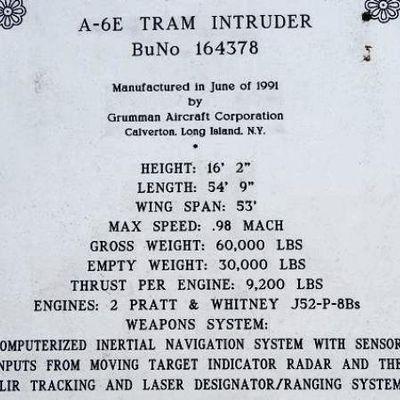 A-6E TRAM INTRUDER
BuNo 164378
Manufactured in June of 1991
by
Grumman Aircraft Corporation
Calverton, Long Island, N.Y.
HEIGHT: 16' 2"
LENGTH: 54' 9"
WING SPAN: 53'
MAX SPEED: .98 MACH
GROSS WEIGHT: 60,000 LBS
EMPTY WEIGHT: 30,000 LBS
THRUST PER ENGINE: 9,200 LBS
ENGINES: 2 PRATT & WHITNEY J52-P-8Bs
WEAPONS SYSTEM:
OMPUTERIZED INERTIAL NAVIGATION SYSTEM WITH SENSOR
NPUTS FROM MOVING TARGET INDICATOR RADAR AND THE
LIR TRACKING AND LASER DESIGNATOR/RANGING SYSTEM